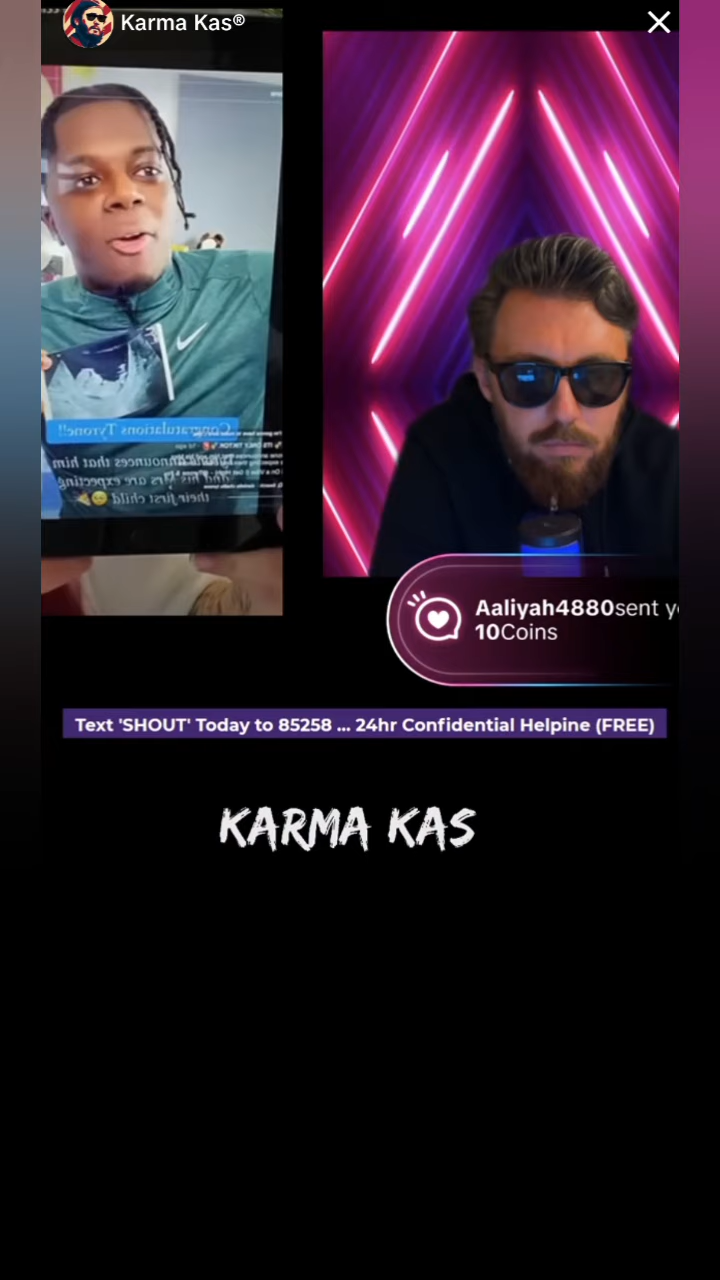 Karma Kas®
Congratulations Tyrone!!
announces that him
and his Mrs are expecting
their first child
Aaliyah4880sent y
10Coins
Text 'SHOUT' Today to 85258 ... 24hr Confidential Helpine (FREE)
KARMA KAS